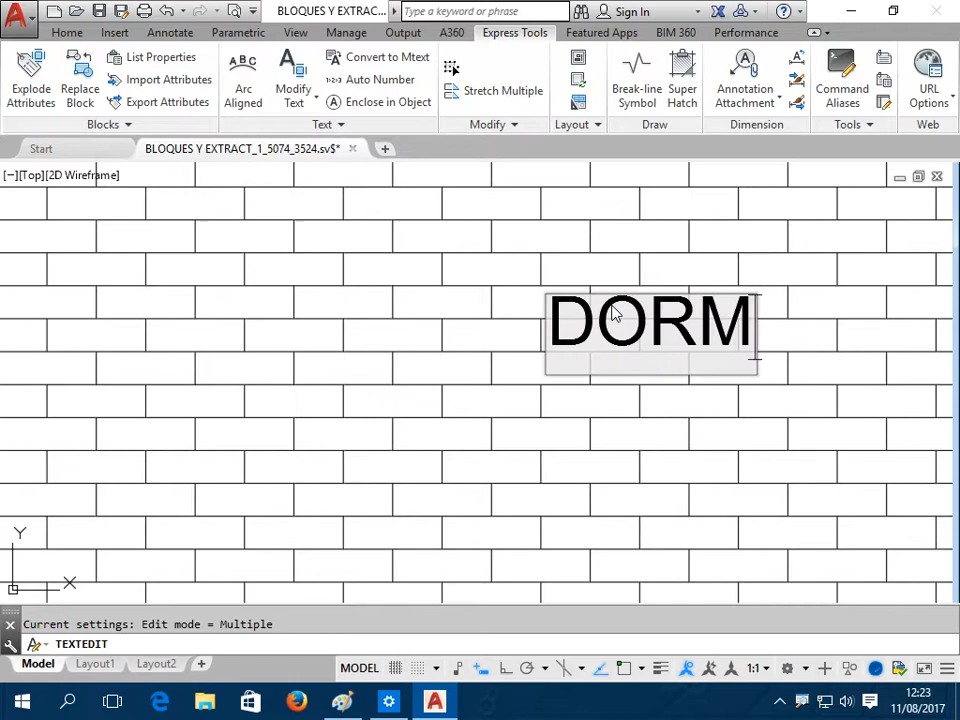 BLOQUES Y EXTRAC...
Type a keyword or phrase
Sign In
Home Insert Annotate Parametric View Manage Output A360 Express Tools Featured Apps BIM 360 Performance
Explode Attributes
Replace Block
List Properties
Import Attributes
Export Attributes
Blocks
ABC
Arc Aligned
Modify Text
Convert to Mtext
Auto Number
Enclose in Object
Text
Stretch Multiple
Modify
Layout
Break-line Symbol
Super Hatch
Draw
Annotation Attachment
Dimension
Command Aliases
Tools
URL Options
Web
Start
BLOQUES Y EXTRACT_1_5074_3524.sv$*
[−][Top][2D Wireframe]
DORM
Y
X
Current settings: Edit mode = Multiple
TEXTEDIT
Model Layout1 Layout2
MODEL
1:1
12:23
11/08/2017